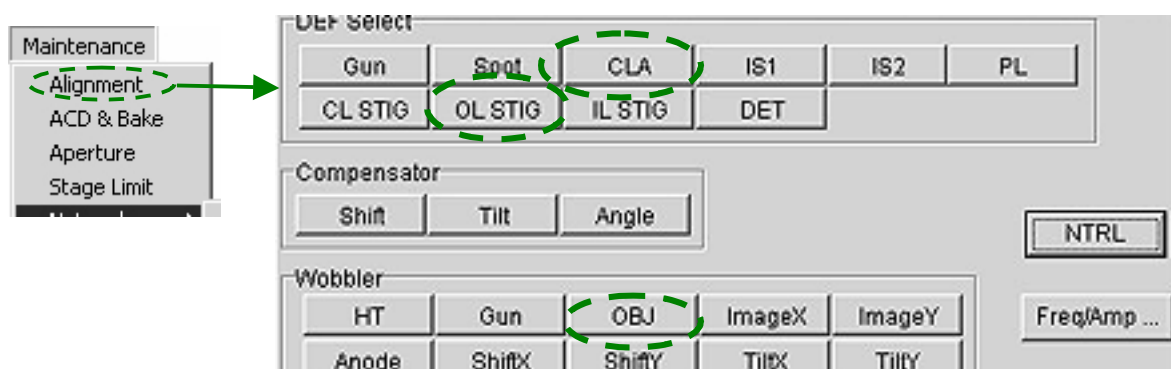 Maintenance
Alignment
ACD & Bake
Aperture
Stage Limit
DEF Select
Gun Spot CLA IS1 IS2 PL
CL STIG OL STIG IL STIG DET
Compensator
Shift Tilt Angle
NTRL
Wobbler
HT Gun OBJ ImageX ImageY Freq/Amp ...
Anode ShiftX ShiftY TiltX TiltY